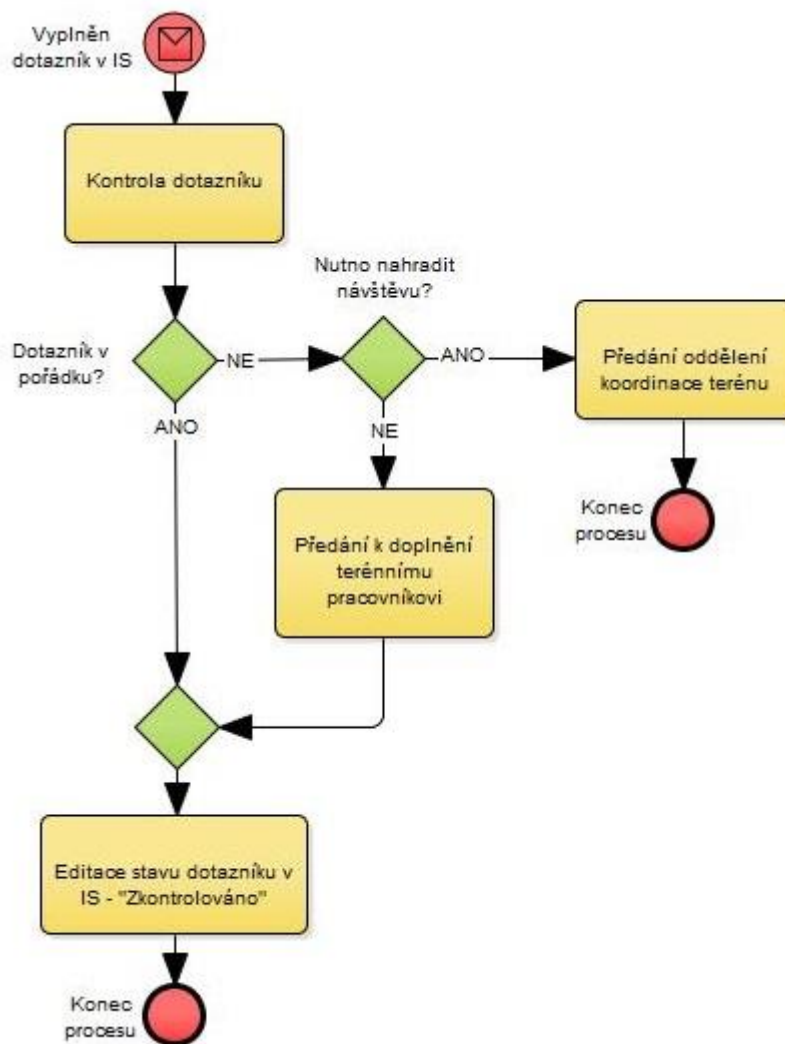 Vyplněn
dotazník v IS
Kontrola dotazníku
Nutno nahradit
návštěvu?
Dotazník v
pořádku?
NE
ANO
Předání oddělení
koordinace terénu
ANO
NE
Konec
procesu
Předání k doplnění
terénnímu
pracovníkovi
Editace stavu dotazníku v
IS - "Zkontrolováno"
Konec
procesu